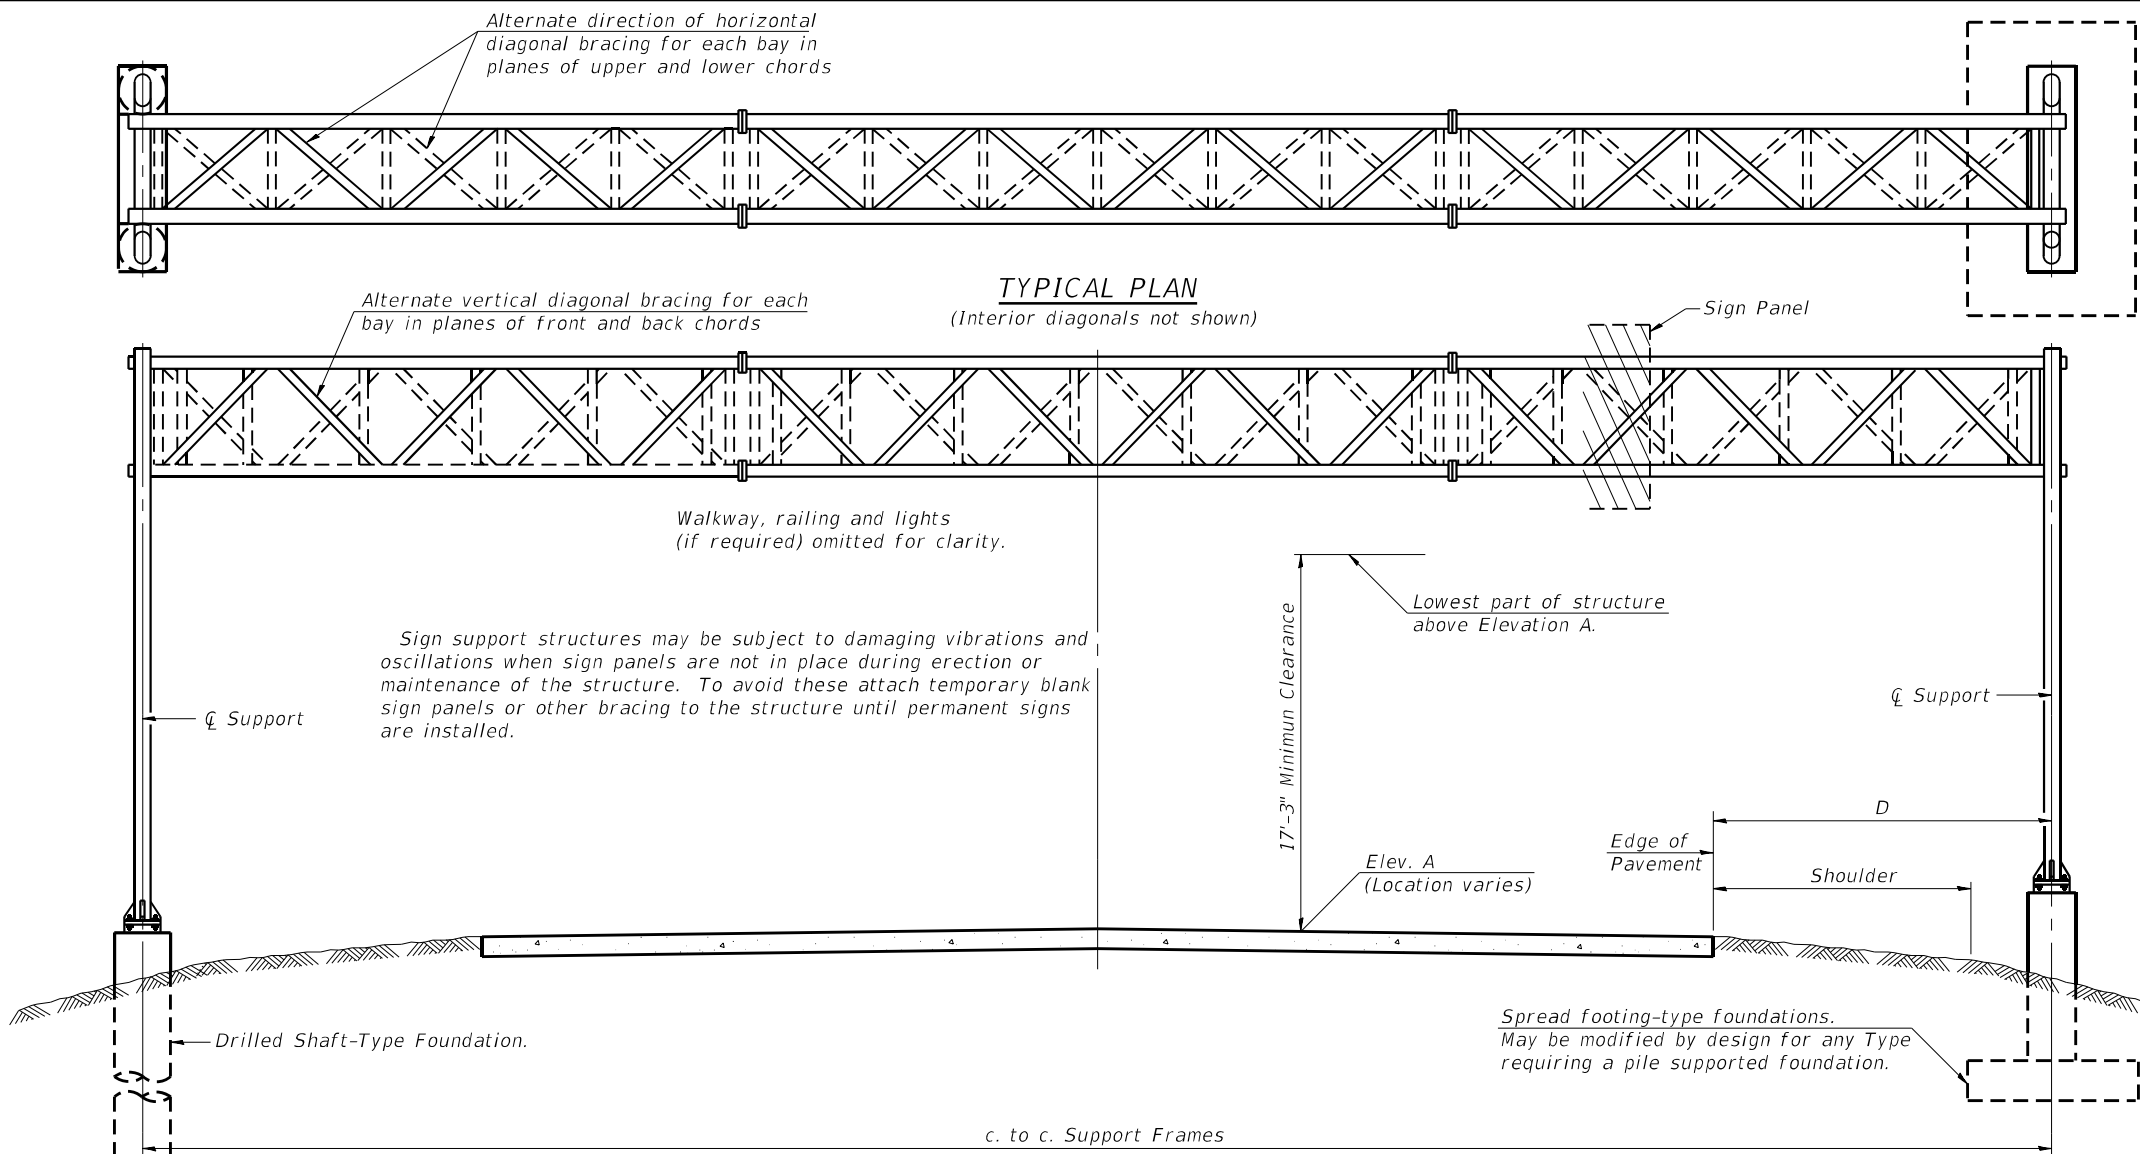 Alternate direction of horizontal
diagonal bracing for each bay in
planes of upper and lower chords
TYPICAL PLAN
(Interior diagonals not shown)
Alternate vertical diagonal bracing for each
bay in planes of front and back chords
Sign Panel
Walkway, railing and lights
(if required) omitted for clarity.
Lowest part of structure
above Elevation A.
17'-3" Minimun Clearance
Sign support structures may be subject to damaging vibrations and
oscillations when sign panels are not in place during erection or
maintenance of the structure. To avoid these attach temporary blank
sign panels or other bracing to the structure until permanent signs
are installed.
℄ Support
℄ Support
D
Edge of
Pavement
Shoulder
Elev. A
(Location varies)
Drilled Shaft-Type Foundation.
Spread footing-type foundations.
May be modified by design for any Type
requiring a pile supported foundation.
c. to c. Support Frames